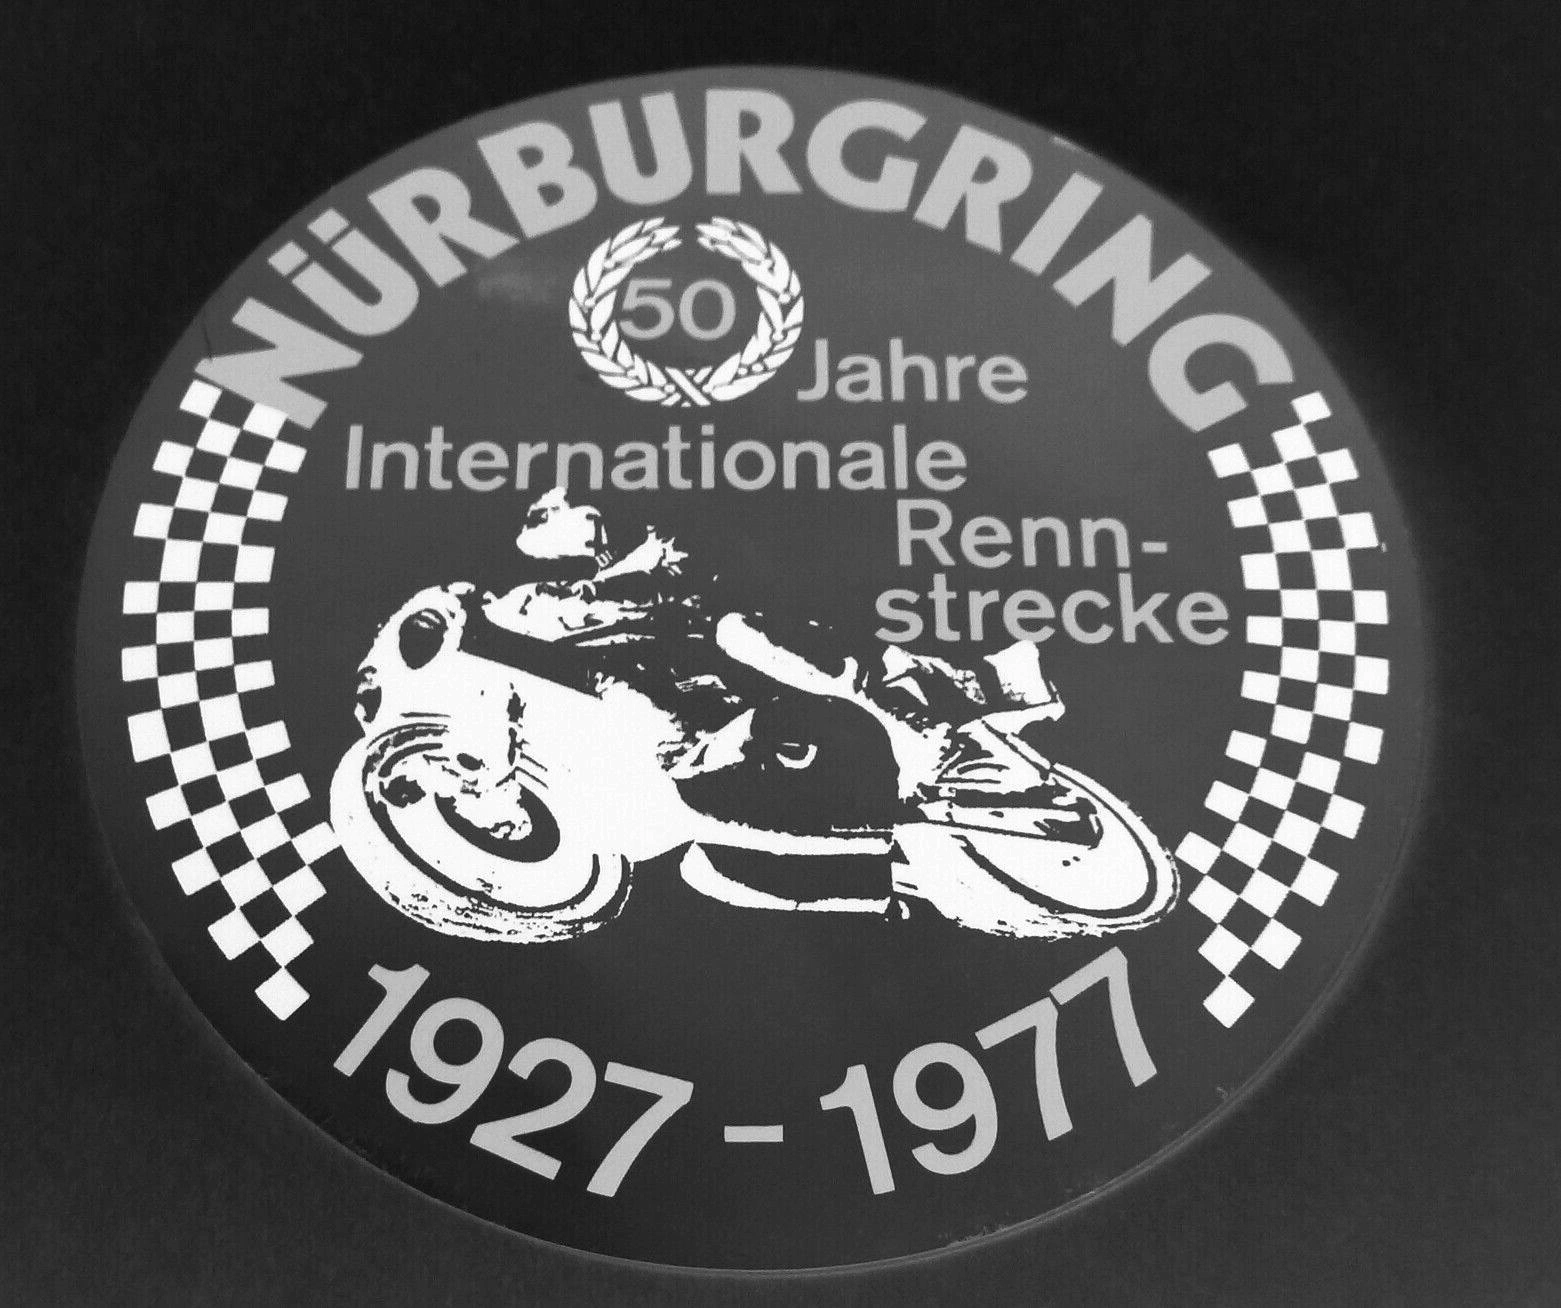 NÜRBURGRING
50
Jahre
Internationale
Renn-
strecke
1927 - 1977